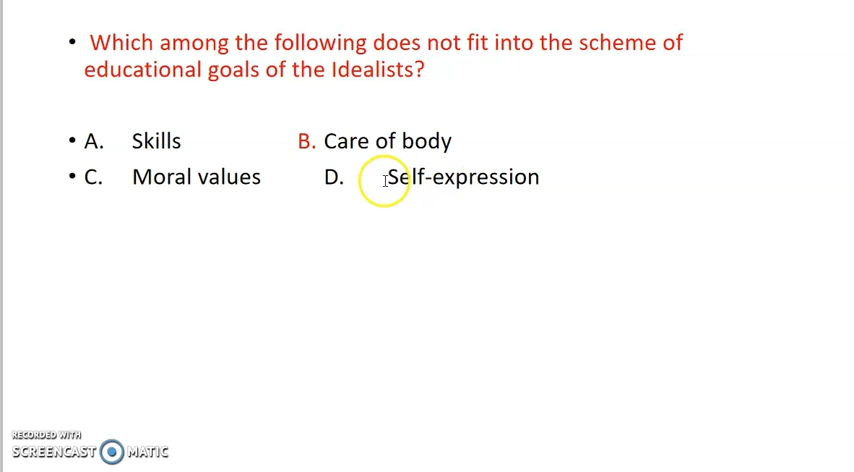 • Which among the following does not fit into the scheme of
educational goals of the Idealists?
• A. Skills B. Care of body
• C. Moral values D. Self-expression
RECORDED WITH
SCREENCAST MATIC